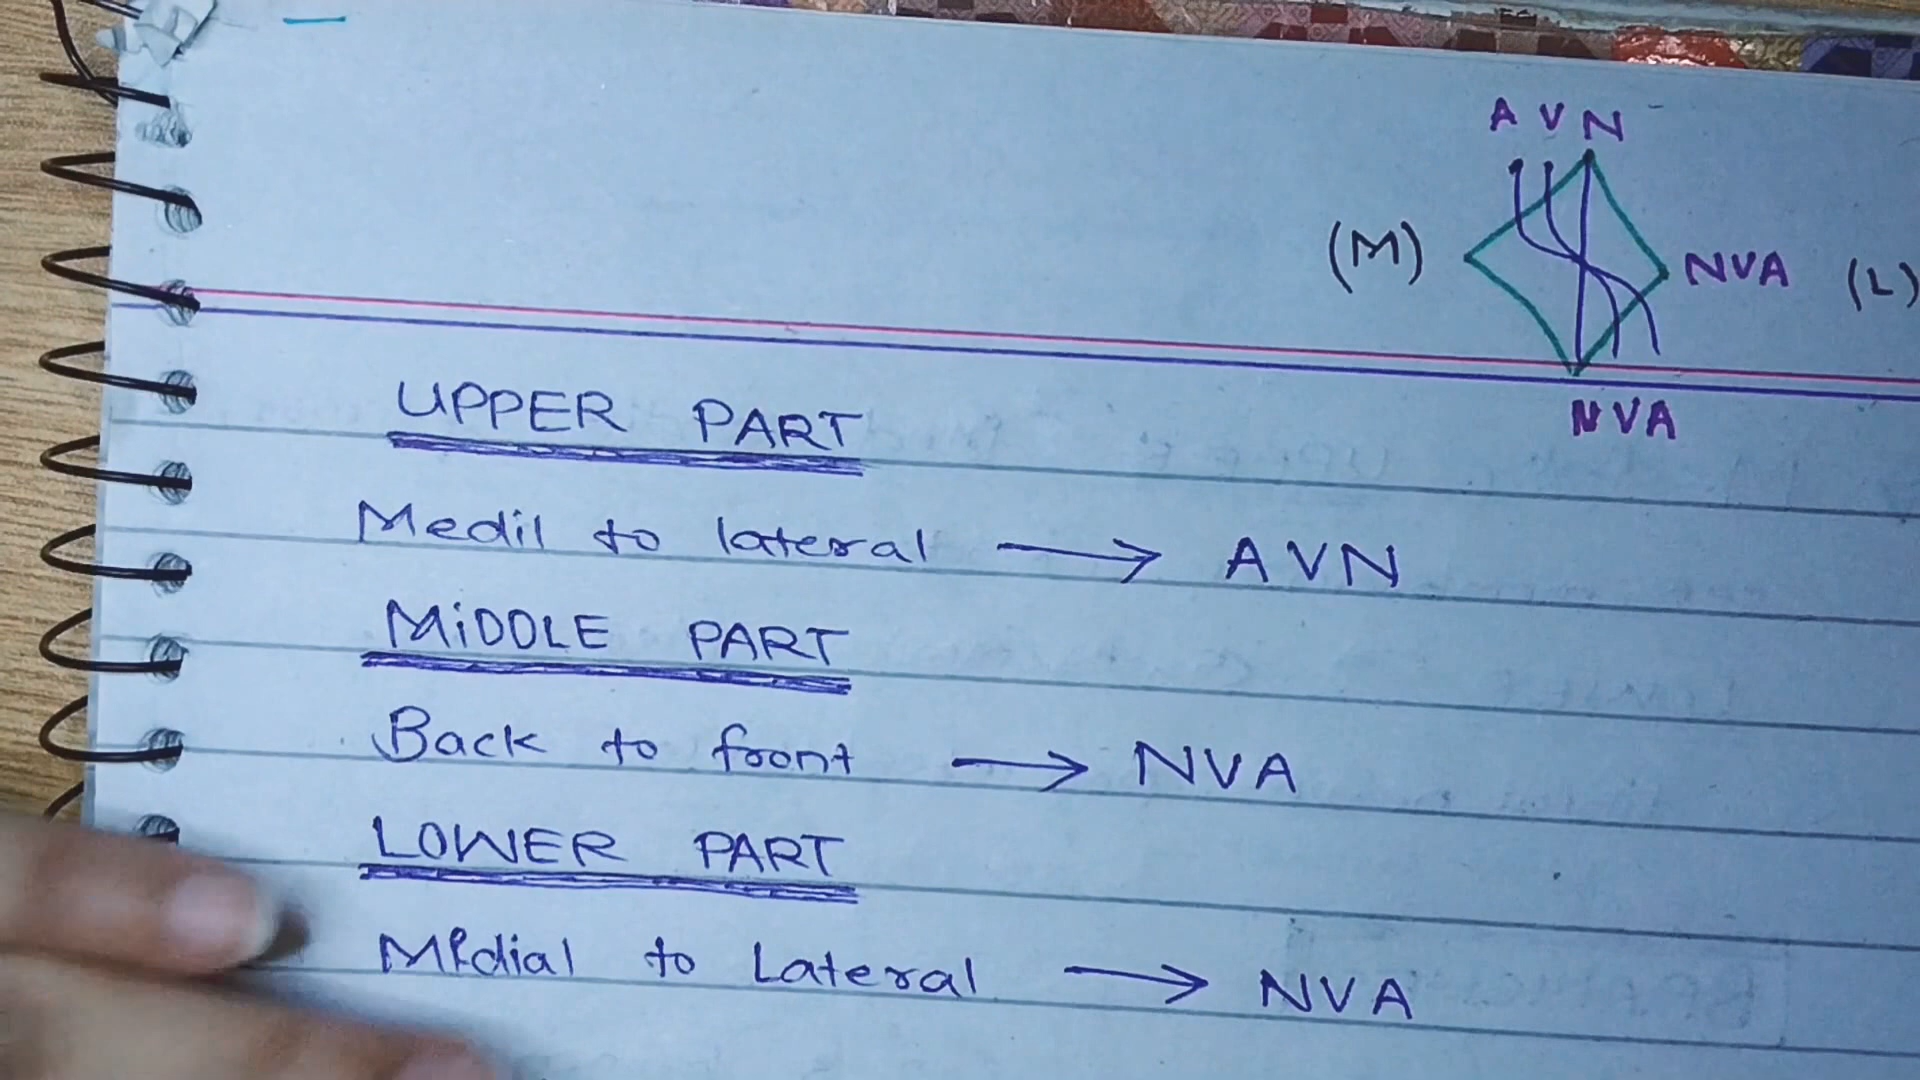 A V N
(M)
NVA (L)
NVA
UPPER PART
Medil to lateral → AVN
MiDDLE PART
Back to front → NVA
LOWER PART
Medial to Lateral → NVA